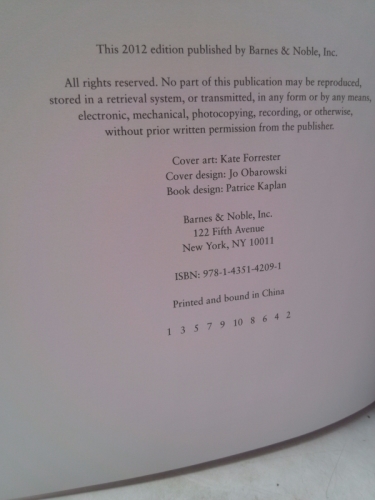 This 2012 edition published by Barnes & Noble, Inc.
All rights reserved. No part of this publication may be reproduced,
stored in a retrieval system, or transmitted, in any form or by any means,
electronic, mechanical, photocopying, recording, or otherwise,
without prior written permission from the publisher.
Cover art: Kate Forrester
Cover design: Jo Obarowski
Book design: Patrice Kaplan
Barnes & Noble, Inc.
122 Fifth Avenue
New York, NY 10011
ISBN: 978-1-4351-4209-1
Printed and bound in China
1 3 5 7 9 10 8 6 4 2